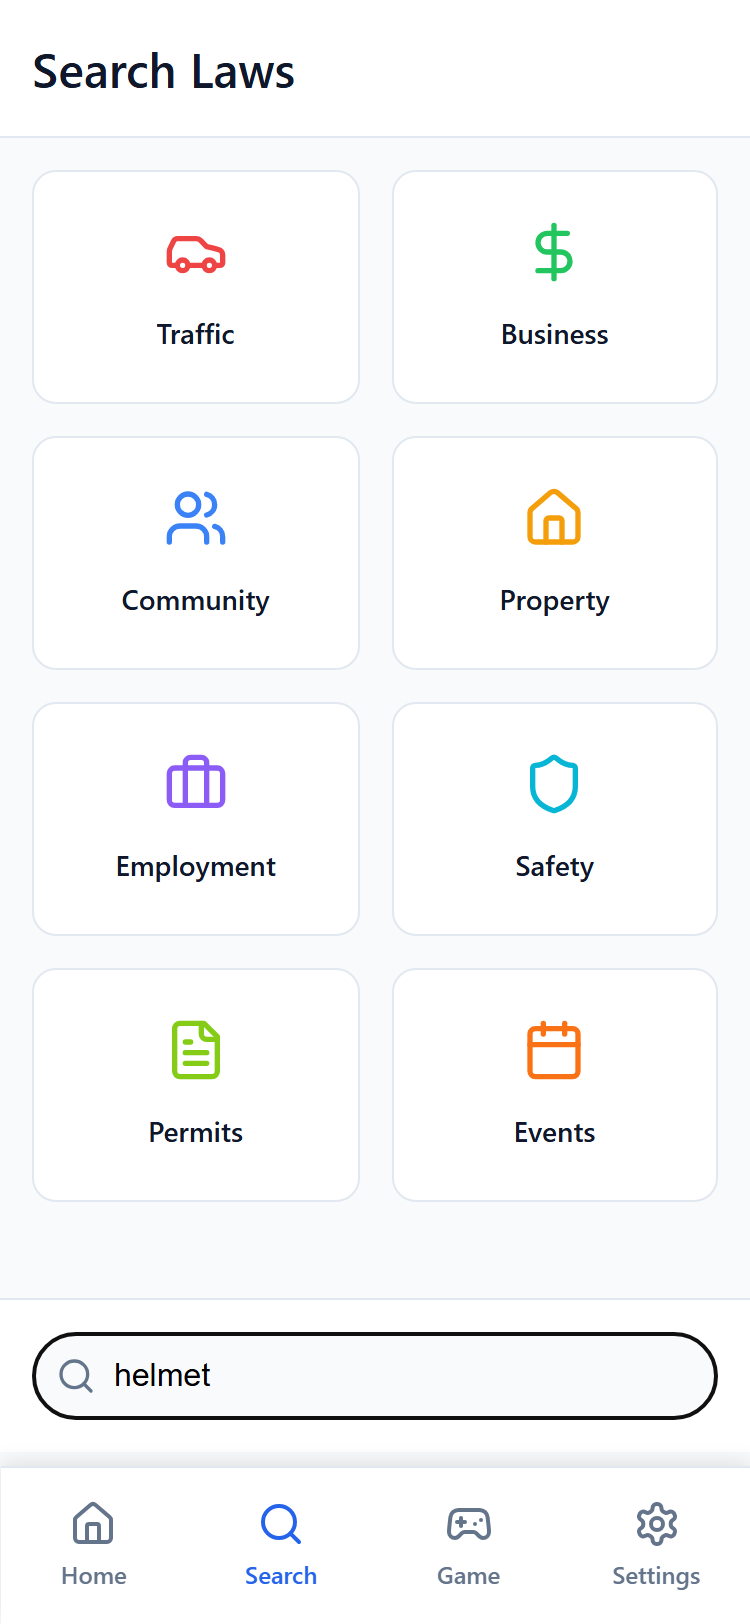 Search Laws
Traffic
Business
Community
Property
Employment
Safety
Permits
Events
helmet
Home
Search
Game
Settings